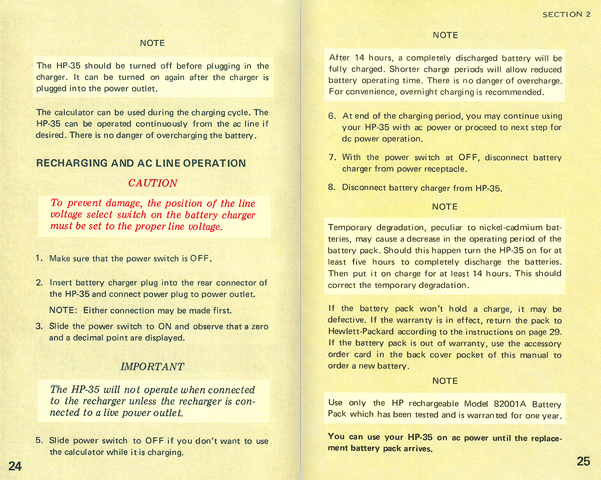 NOTE
The HP-35 should be turned off before plugging in the
charger. It can be turned on again after the charger is
plugged into the power outlet.
The calculator can be used during the charging cycle. The
HP-35 can be operated continuously from the ac line if
desired. There is no danger of overcharging the battery.
RECHARGING AND AC LINE OPERATION
CAUTION
To prevent damage, the position of the line
voltage select switch on the battery charger
must be set to the proper line voltage.
1. Make sure that the power switch is OFF.
2. Insert battery charger plug into the rear connector of
the HP-35 and connect power plug to power outlet.
NOTE: Either connection may be made first.
3. Slide the power switch to ON and observe that a zero
and a decimal point are displayed.
IMPORTANT
The HP-35 will not operate when connected
to the recharger unless the recharger is con-
nected to a live power outlet.
5. Slide power switch to OFF if you don't want to use
the calculator while it is charging.
24
SECTION 2
NOTE
After 14 hours, a completely discharged battery will be
fully charged. Shorter charge periods will allow reduced
battery operating time. There is no danger of overcharge.
For convenience, overnight charging is recommended.
6. At end of the charging period, you may continue using
your HP-35 with ac power or proceed to next step for
dc power operation.
7. With the power switch at OFF, disconnect battery
charger from power receptacle.
8. Disconnect battery charger from HP-35.
NOTE
Temporary degradation, peculiar to nickel-cadmium bat-
teries, may cause a decrease in the operating period of the
battery pack. Should this happen turn the HP-35 on for at
least five hours to completely discharge the batteries.
Then put it on charge for at least 14 hours. This should
correct the temporary degradation.
If the battery pack won't hold a charge, it may be
defective. If the warranty is in effect, return the pack to
Hewlett-Packard according to the instructions on page 29.
If the battery pack is out of warranty, use the accessory
order card in the back cover pocket of this manual to
order a new battery.
NOTE
Use only the HP rechargeable Model 82001A Battery
Pack which has been tested and is warranted for one year.
You can use your HP-35 on ac power until the replace-
ment battery pack arrives.
25